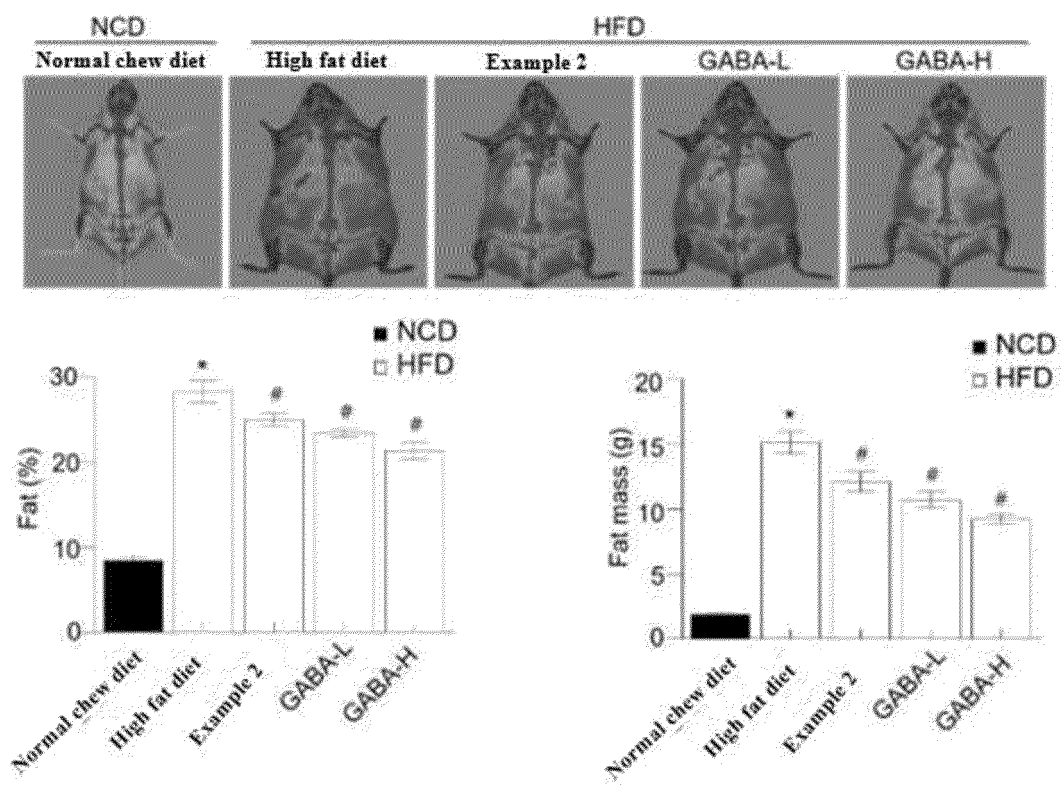 NCD HFD
Normal chew diet High fat diet Example 2 GABA-L GABA-H
NCD
HFD
Fat (%)
30
20
10
0
*
#
#
#
Normal chew diet
High fat diet
Example 2
GABA-L
GABA-H
NCD
HFD
Fat mass (g)
20
15
10
5
0
*
#
#
#
Normal chew diet
High fat diet
Example 2
GABA-L
GABA-H